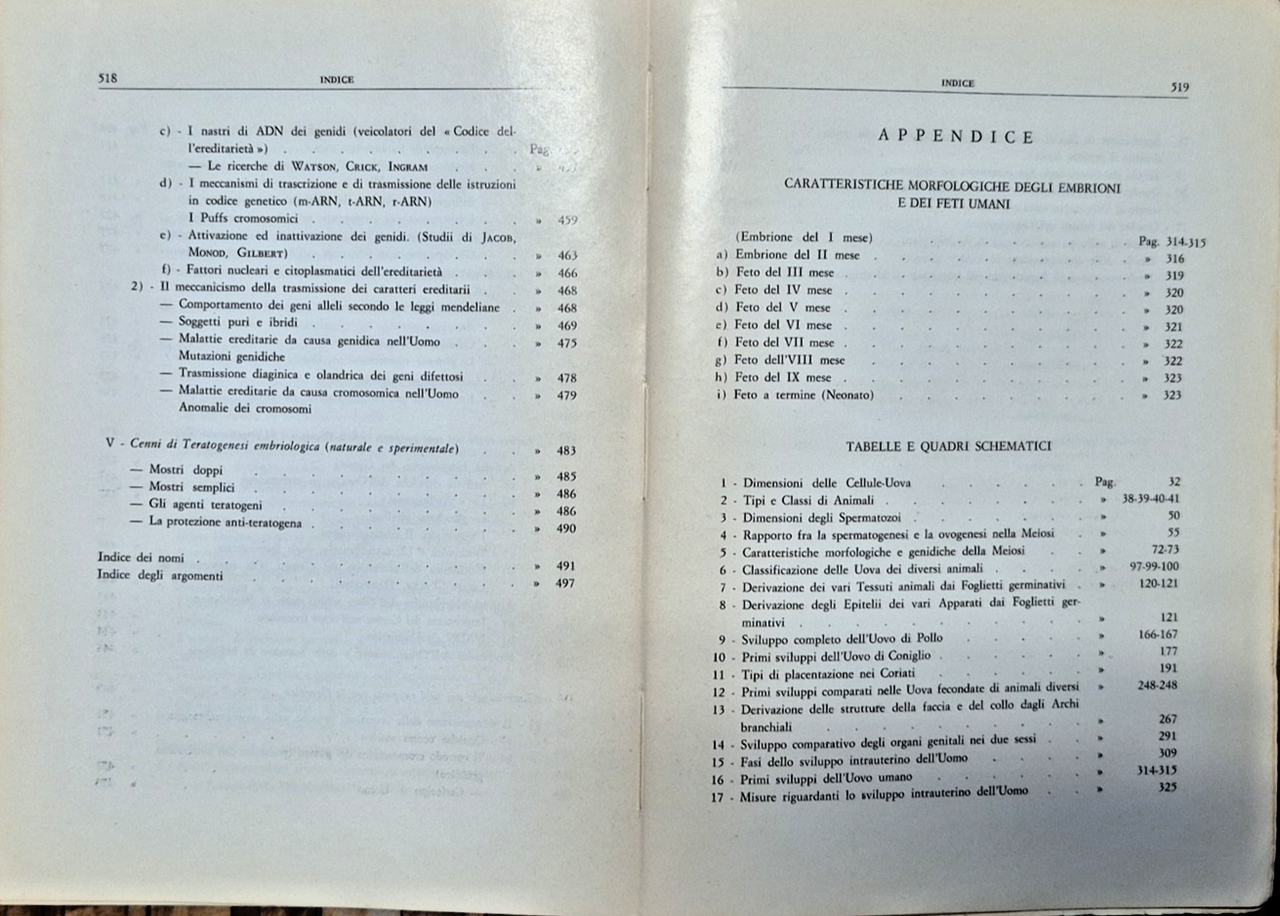 518
INDICE
c) - I nastri di ADN dei genidi (veicolatori del « Codice del-
l'ereditarietà ») . . . . . . . . . . Pag.
— Le ricerche di WATSON, CRICK, INGRAM . . . . »
d) - I meccanismi di trascrizione e di trasmissione delle istruzioni
in codice genetico (m-ARN, t-ARN, r-ARN)
I Puffs cromosomici . . . . . . . . » 459
e) - Attivazione ed inattivazione dei genidi. (Studii di JACOB,
MONOD, GILBERT) . . . . . . . . » 463
f) - Fattori nucleari e citoplasmatici dell'ereditarietà . . . » 466
2) - Il meccanicismo della trasmissione dei caratteri ereditarii . . » 468
— Comportamento dei geni alleli secondo le leggi mendeliane . » 468
— Soggetti puri e ibridi . . . . . . . . » 469
— Malattie ereditarie da causa genidica nell'Uomo . . . » 475
Mutazioni genidiche
— Trasmissione diaginica e olandrica dei geni difettosi . . » 478
— Malattie ereditarie da causa cromosomica nell'Uomo . . » 479
Anomalie dei cromosomi
V - Cenni di Teratogenesi embriologica (naturale e sperimentale) . . » 483
— Mostri doppi . . . . . . . . . . » 485
— Mostri semplici . . . . . . . . . . » 486
— Gli agenti teratogeni . . . . . . . . . » 486
— La protezione anti-teratogena . . . . . . . » 490
Indice dei nomi . . . . . . . . . . . » 491
Indice degli argomenti . . . . . . . . . . » 497
INDICE
519
APPENDICE
CARATTERISTICHE MORFOLOGICHE DEGLI EMBRIONI
E DEI FETI UMANI
(Embrione del I mese) . . . . . . . . Pag. 314-315
a) Embrione del II mese . . . . . . . . . » 316
b) Feto del III mese . . . . . . . . . . » 319
c) Feto del IV mese . . . . . . . . . . » 320
d) Feto del V mese . . . . . . . . . . » 320
e) Feto del VI mese . . . . . . . . . . » 321
f) Feto del VII mese . . . . . . . . . . » 322
g) Feto dell'VIII mese . . . . . . . . . » 322
h) Feto del IX mese . . . . . . . . . . » 323
i) Feto a termine (Neonato) . . . . . . . . » 323
TABELLE E QUADRI SCHEMATICI
1 - Dimensioni delle Cellule-Uova . . . . . . Pag. 32
2 - Tipi e Classi di Animali . . . . . . . . » 38-39-40-41
3 - Dimensioni degli Spermatozoi . . . . . . . » 50
4 - Rapporto fra la spermatogenesi e la ovogenesi nella Meiosi . » 55
5 - Caratteristiche morfologiche e genidiche della Meiosi . . » 72-73
6 - Classificazione delle Uova dei diversi animali . . . . » 97-99-100
7 - Derivazione dei vari Tessuti animali dai Foglietti germinativi . » 120-121
8 - Derivazione degli Epitelii dei vari Apparati dai Foglietti ger-
minativi . . . . . . . . . . . » 121
9 - Sviluppo completo dell'Uovo di Pollo . . . . . » 166-167
10 - Primi sviluppi dell'Uovo di Coniglio . . . . . . » 177
11 - Tipi di placentazione nei Coriati . . . . . . » 191
12 - Primi sviluppi comparati nelle Uova fecondate di animali diversi » 248-248
13 - Derivazione delle strutture della faccia e del collo dagli Archi
branchiali . . . . . . . . . . » 267
14 - Sviluppo comparativo degli organi genitali nei due sessi . . » 291
15 - Fasi dello sviluppo intrauterino dell'Uomo . . . . » 309
16 - Primi sviluppi dell'Uovo umano . . . . . . » 314-315
17 - Misure riguardanti lo sviluppo intrauterino dell'Uomo . . » 325